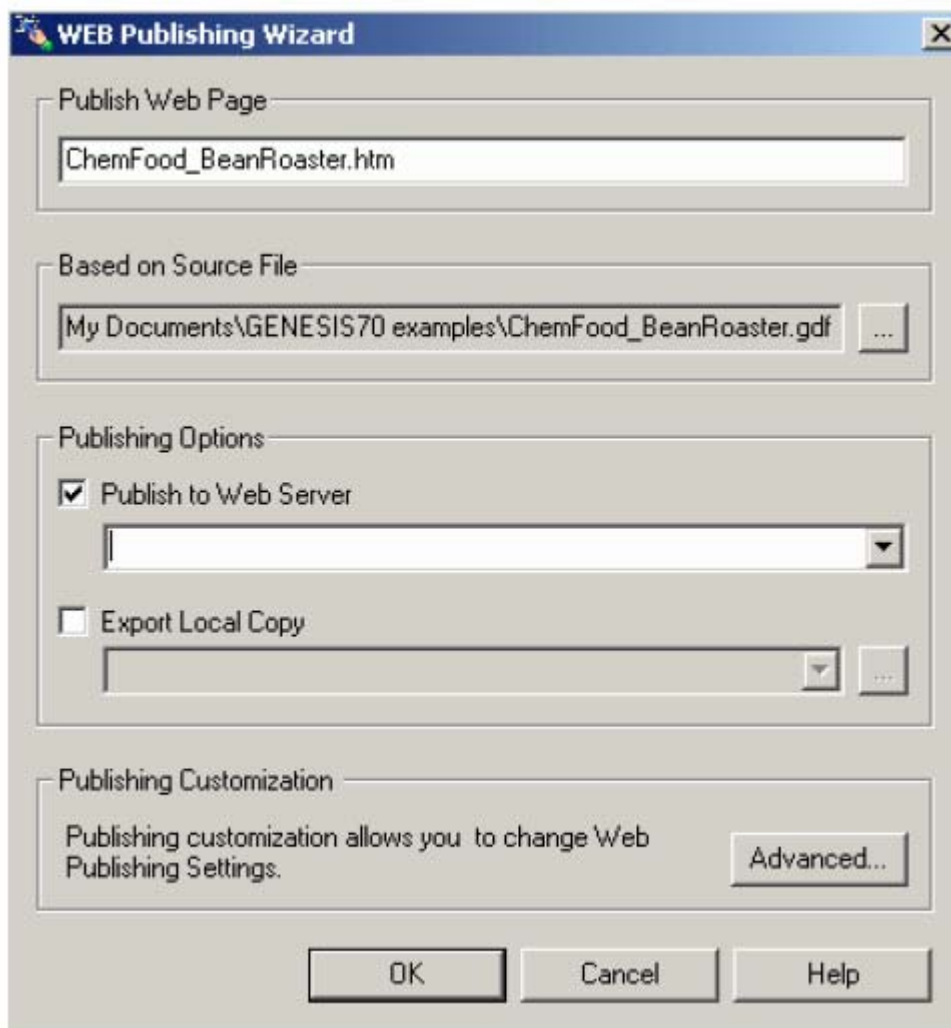 WEB Publishing Wizard
Publish Web Page
ChemFood_BeanRoaster.htm
Based on Source File
My Documents\GENESIS70 examples\ChemFood_BeanRoaster.gdf
...
Publishing Options
Publish to Web Server
Export Local Copy
...
Publishing Customization
Publishing customization allows you to change Web
Publishing Settings.
Advanced...
OK
Cancel
Help